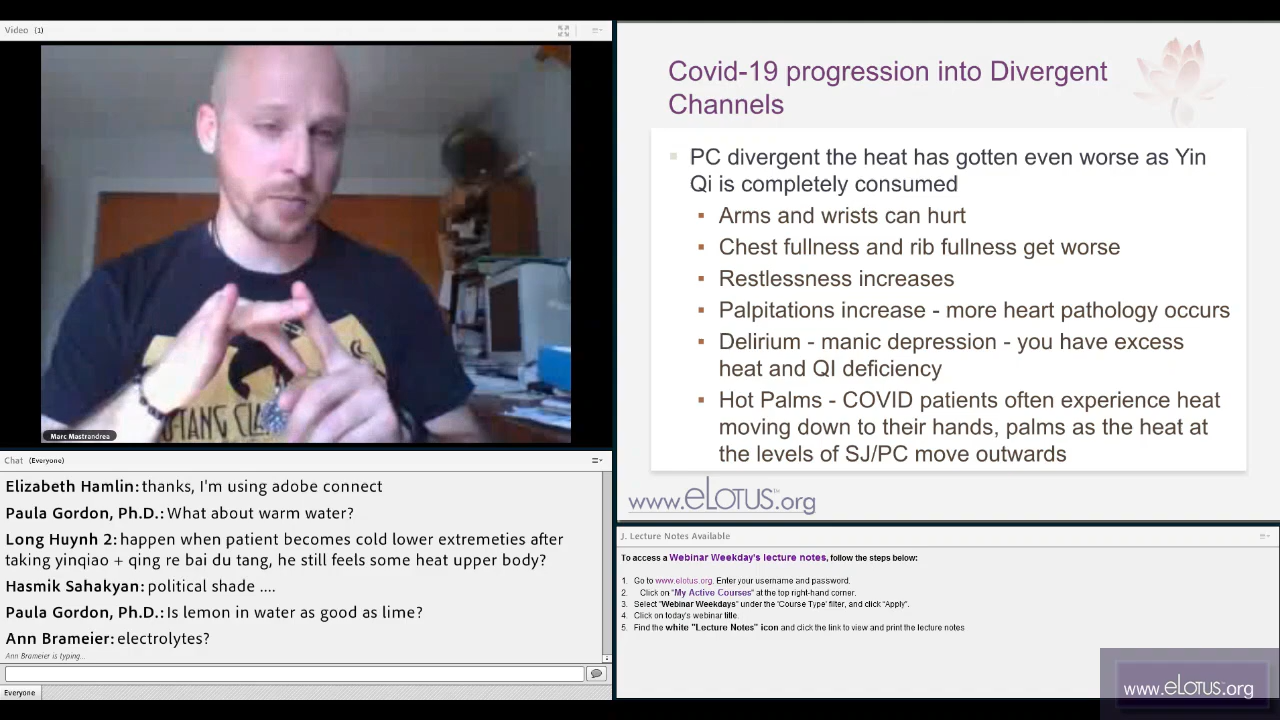 Video (1)
Marc Mastrandrea
Chat (Everyone)
Elizabeth Hamlin: thanks, I'm using adobe connect
Paula Gordon, Ph.D.: What about warm water?
Long Huynh 2: happen when patient becomes cold lower extremeties after
taking yinqiao + qing re bai du tang, he still feels some heat upper body?
Hasmik Sahakyan: political shade ....
Paula Gordon, Ph.D.: Is lemon in water as good as lime?
Ann Brameier: electrolytes?
Ann Brameier is typing...
Everyone
Covid-19 progression into Divergent
Channels
PC divergent the heat has gotten even worse as Yin
Qi is completely consumed
Arms and wrists can hurt
Chest fullness and rib fullness get worse
Restlessness increases
Palpitations increase - more heart pathology occurs
Delirium - manic depression - you have excess
heat and QI deficiency
Hot Palms - COVID patients often experience heat
moving down to their hands, palms as the heat at
the levels of SJ/PC move outwards
www.eLOTUS.org
J. Lecture Notes Available
To access a Webinar Weekday's lecture notes, follow the steps below:
1. Go to www.elotus.org. Enter your username and password.
2. Click on "My Active Courses" at the top right-hand corner.
3. Select "Webinar Weekdays" under the 'Course Type' filter, and click "Apply".
4. Click on today's webinar title.
5. Find the white "Lecture Notes" icon and click the link to view and print the lecture notes
www.eLOTUS.org